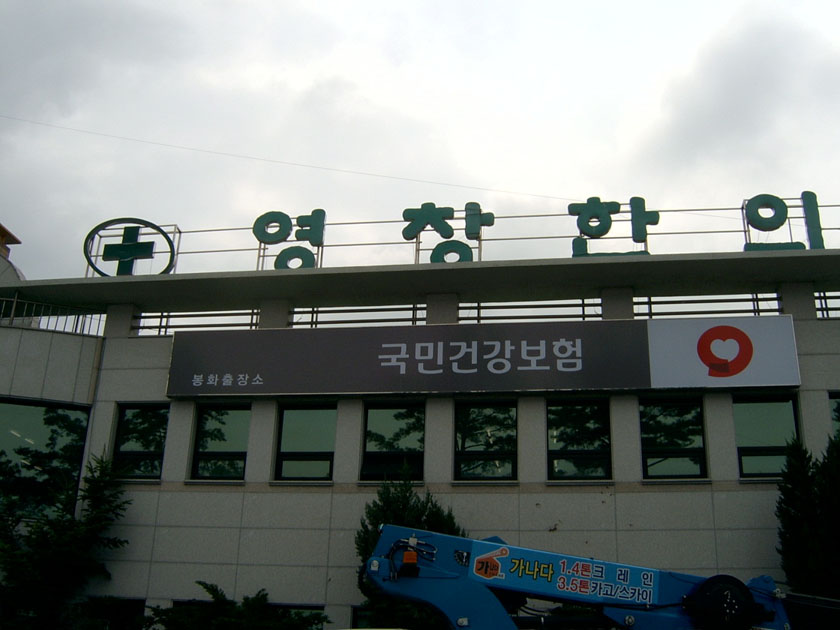 영창한의
국민건강보험
봉화출장소
가나다 1.4톤크레인
3.5톤카고/스카이